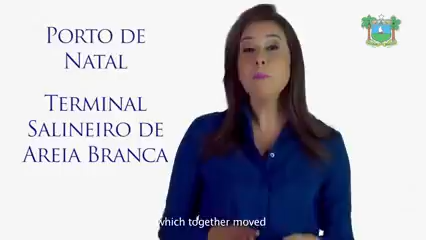 PORTO DE
NATAL
TERMINAL
SALINEIRO DE
AREIA BRANCA
which together moved